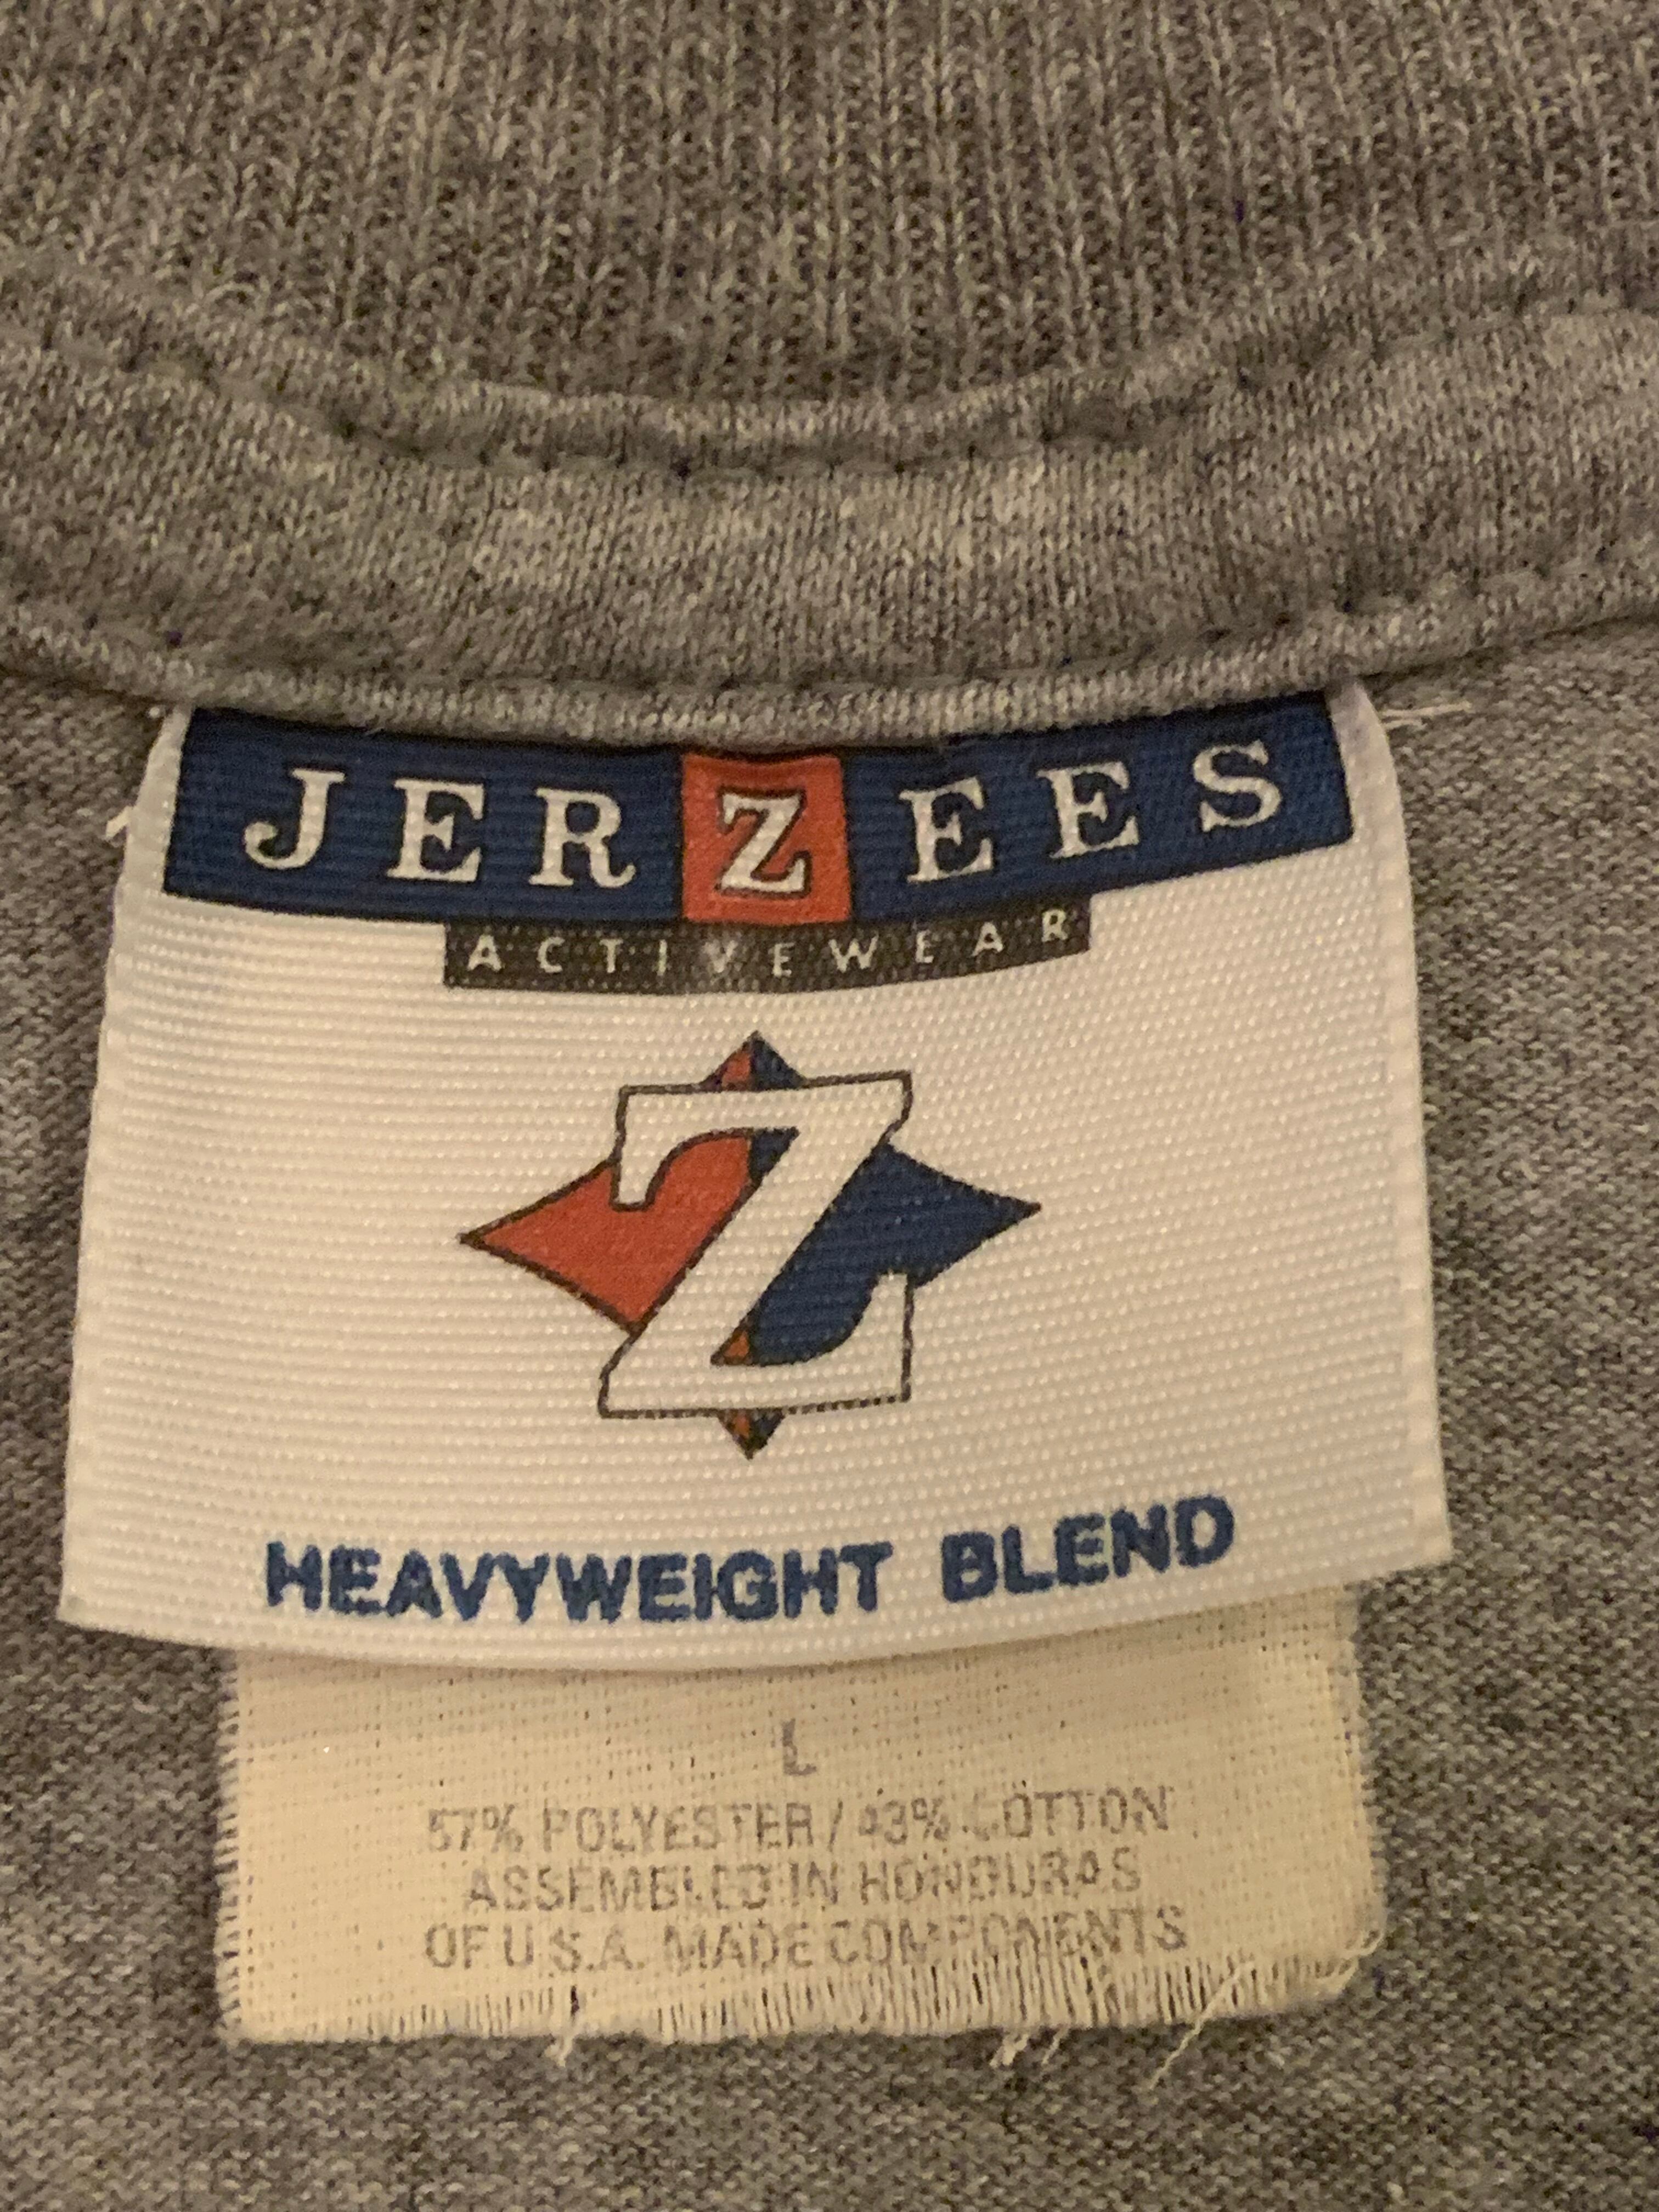 JERZEES
ACTIVEWEAR
Z
HEAVYWEIGHT BLEND
L
57% POLYESTER / 43% COTTON
ASSEMBLED IN HONDURAS
OF U.S.A. MADE COMPONENTS